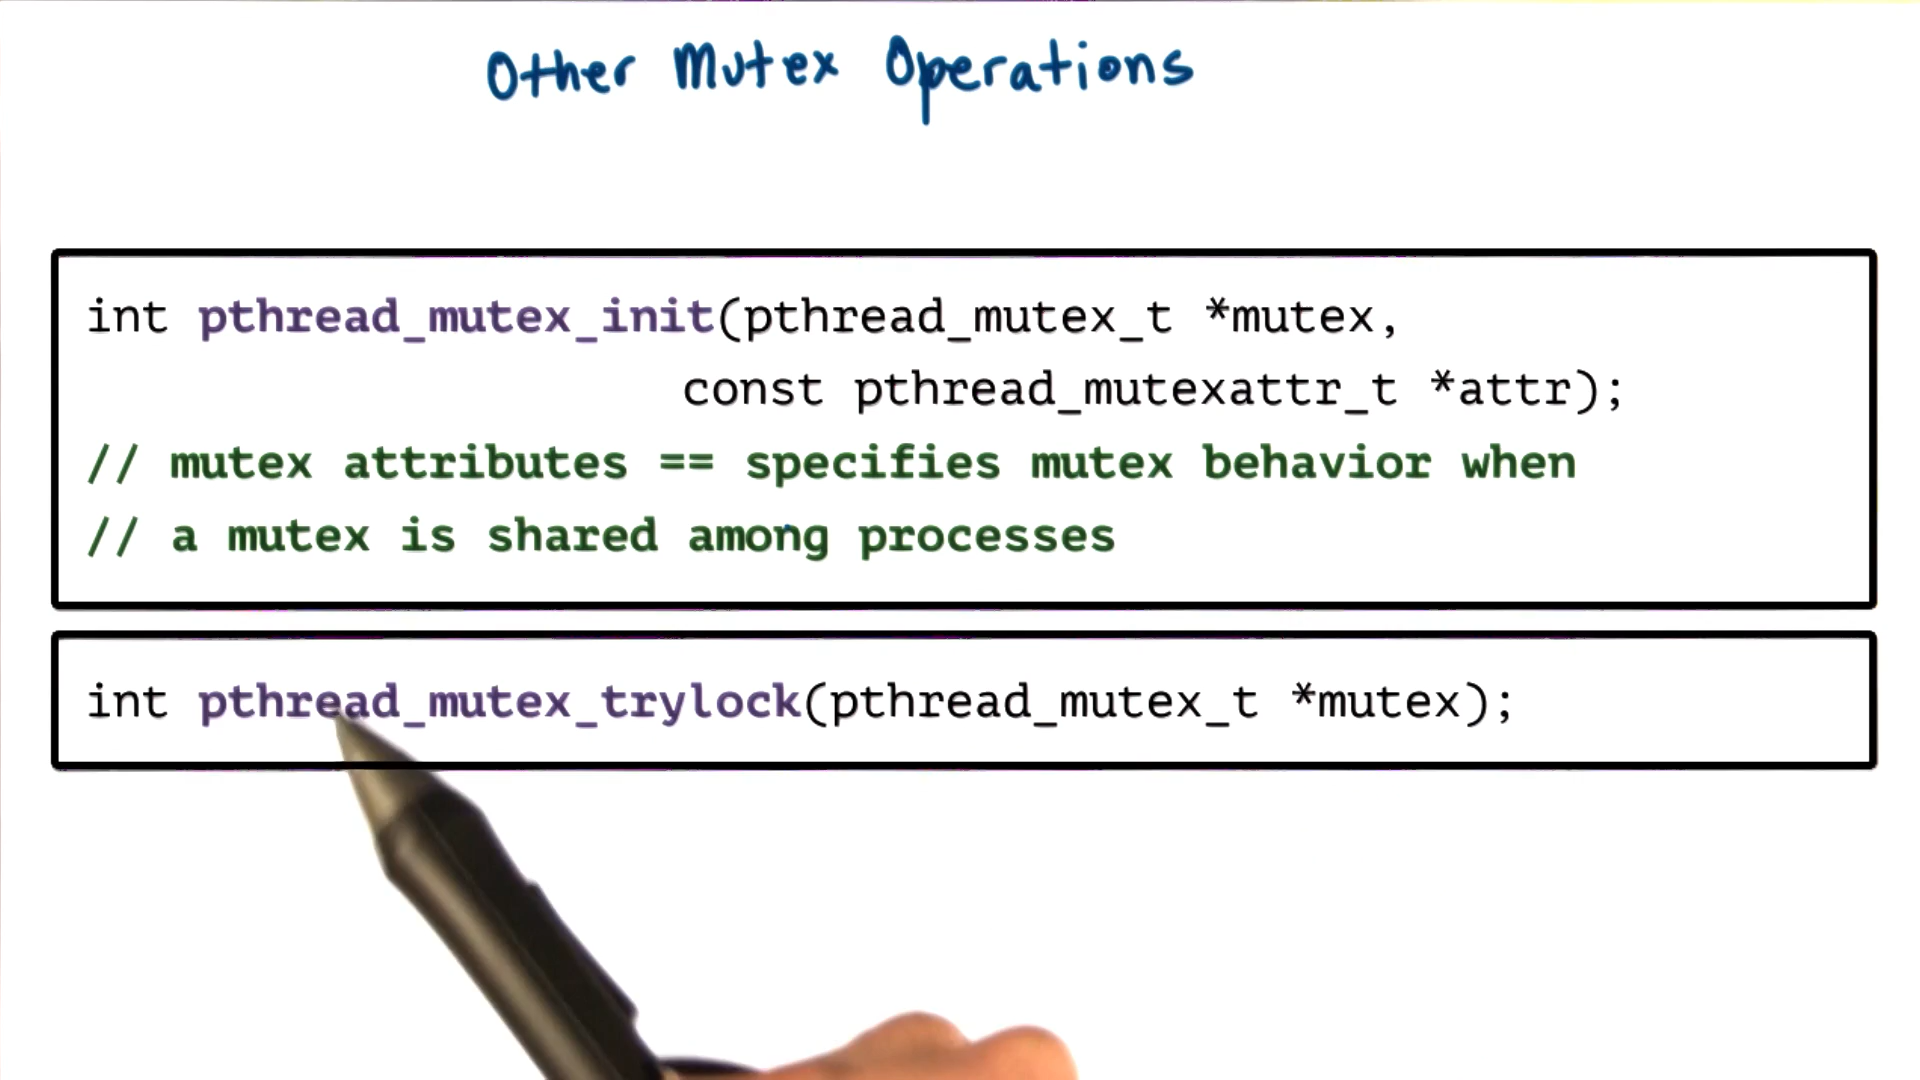 Other Mutex Operations
int pthread_mutex_init(pthread_mutex_t *mutex,
const pthread_mutexattr_t *attr);
// mutex attributes == specifies mutex behavior when
// a mutex is shared among processes
int pthread_mutex_trylock(pthread_mutex_t *mutex);